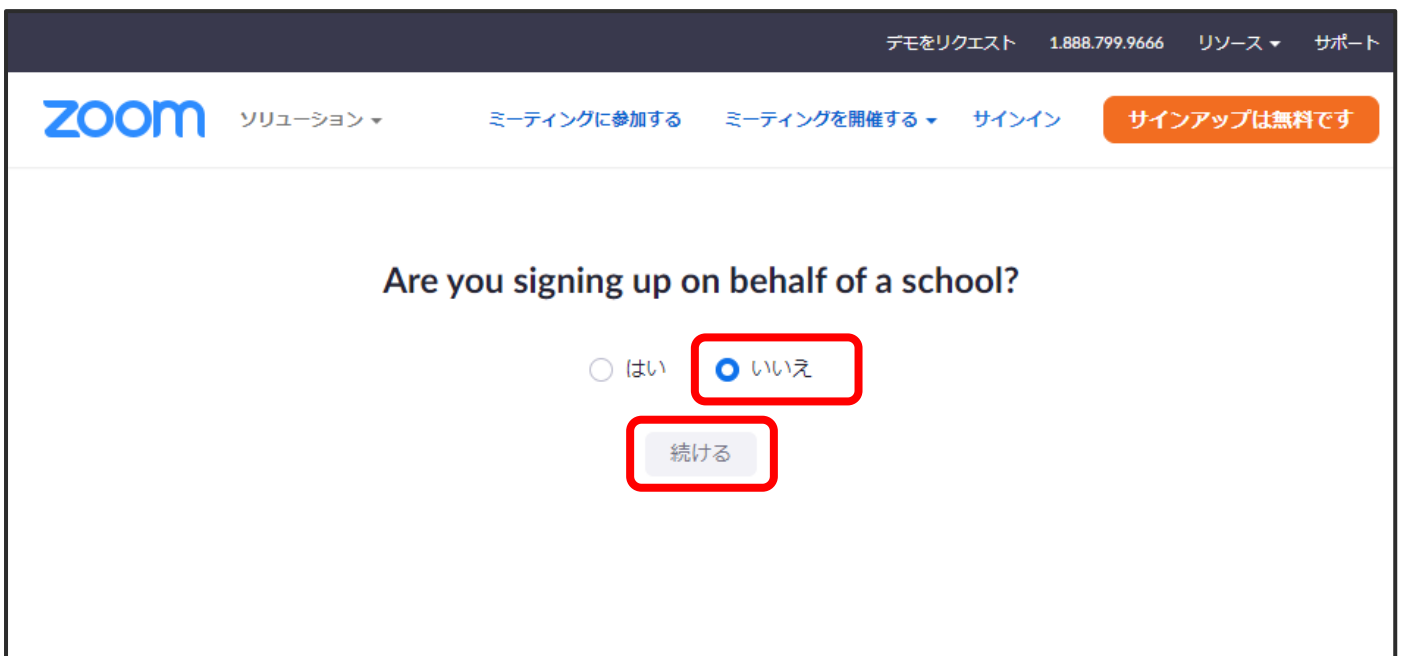 デモをリクエスト 1.888.799.9666 リソース サポート
zoom ソリューション ミーティングに参加する ミーティングを開催する サインイン サインアップは無料です
Are you signing up on behalf of a school?
はい いいえ
続ける